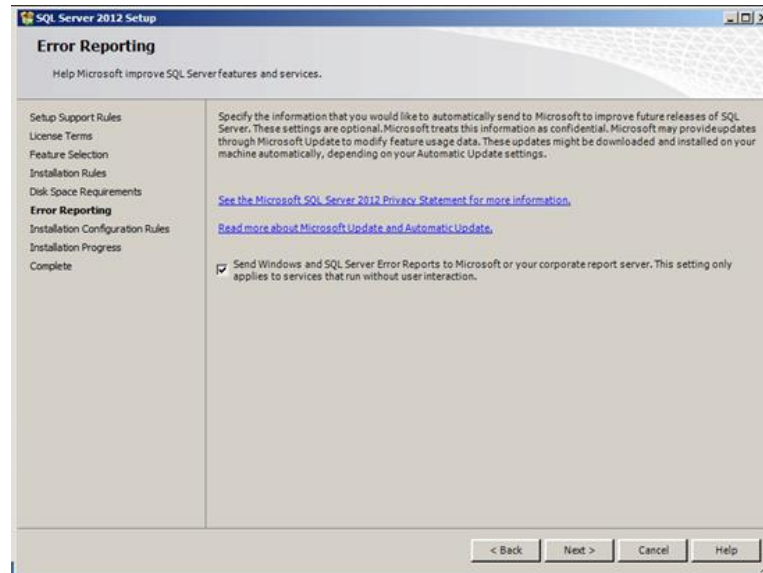 SQL Server 2012 Setup
Error Reporting
Help Microsoft improve SQL Server features and services.
Setup Support Rules
License Terms
Feature Selection
Installation Rules
Disk Space Requirements
Error Reporting
Installation Configuration Rules
Installation Progress
Complete
Specify the information that you would like to automatically send to Microsoft to improve future releases of SQL
Server. These settings are optional. Microsoft treats this information as confidential. Microsoft may provide updates
through Microsoft Update to modify feature usage data. These updates might be downloaded and installed on your
machine automatically, depending on your Automatic Update settings.
See the Microsoft SQL Server 2012 Privacy Statement for more information.
Read more about Microsoft Update and Automatic Update.
Send Windows and SQL Server Error Reports to Microsoft or your corporate report server. This setting only
applies to services that run without user interaction.
< Back Next > Cancel Help